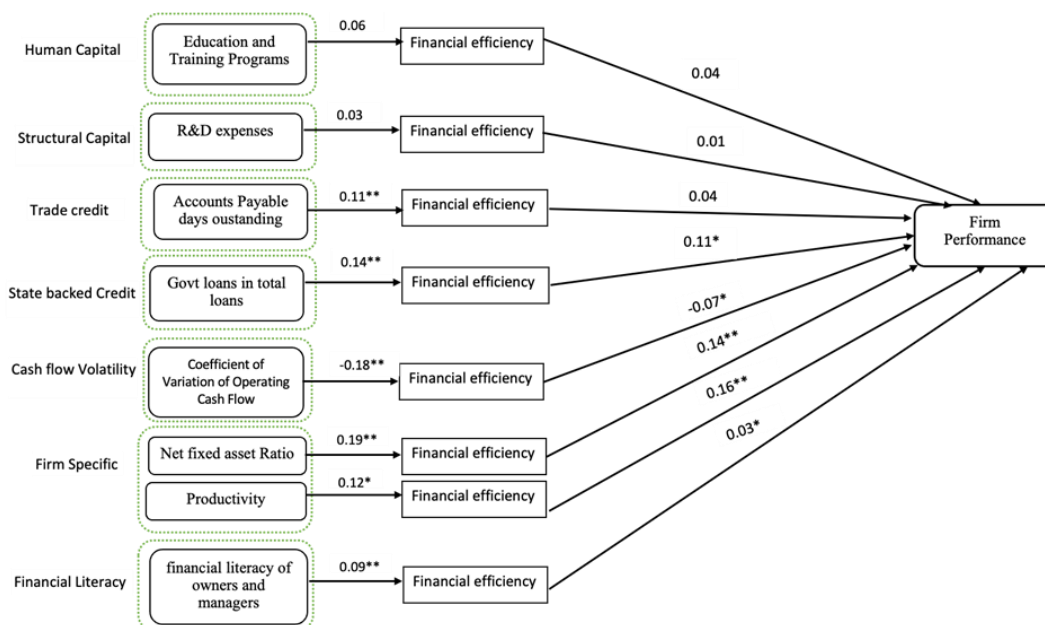 Human Capital
Education and
Training Programs
0.06
Financial efficiency
0.04
Structural Capital
R&D expenses
0.03
Financial efficiency
0.01
Trade credit
Accounts Payable
days oustanding
0.11**
Financial efficiency
0.04
State backed Credit
Govt loans in total
loans
0.14**
Financial efficiency
0.11*
Cash flow Volatility
Coefficient of
Variation of Operating
Cash Flow
-0.18**
Financial efficiency
-0.07*
Firm Specific
Net fixed asset Ratio
0.19**
Financial efficiency
0.14**
Productivity
0.12*
Financial efficiency
0.16**
Financial Literacy
financial literacy of
owners and
managers
0.09**
Financial efficiency
0.03*
Firm
Performance